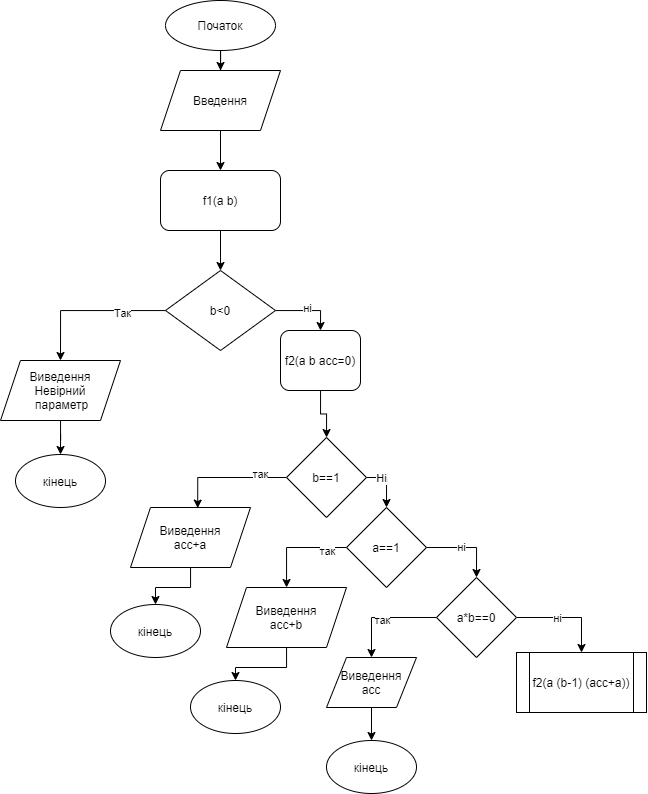 Початок
Введення
f1(a b)
b<0
Так
ні
Виведення
Невірний
параметр
f2(a b acc=0)
кінець
b==1
так
Ні
Виведення
acc+a
a==1
так
ні
кінець
Виведення
acc+b
a*b==0
так
ні
кінець
Виведення
acc
f2(a (b-1) (acc+a))
кінець